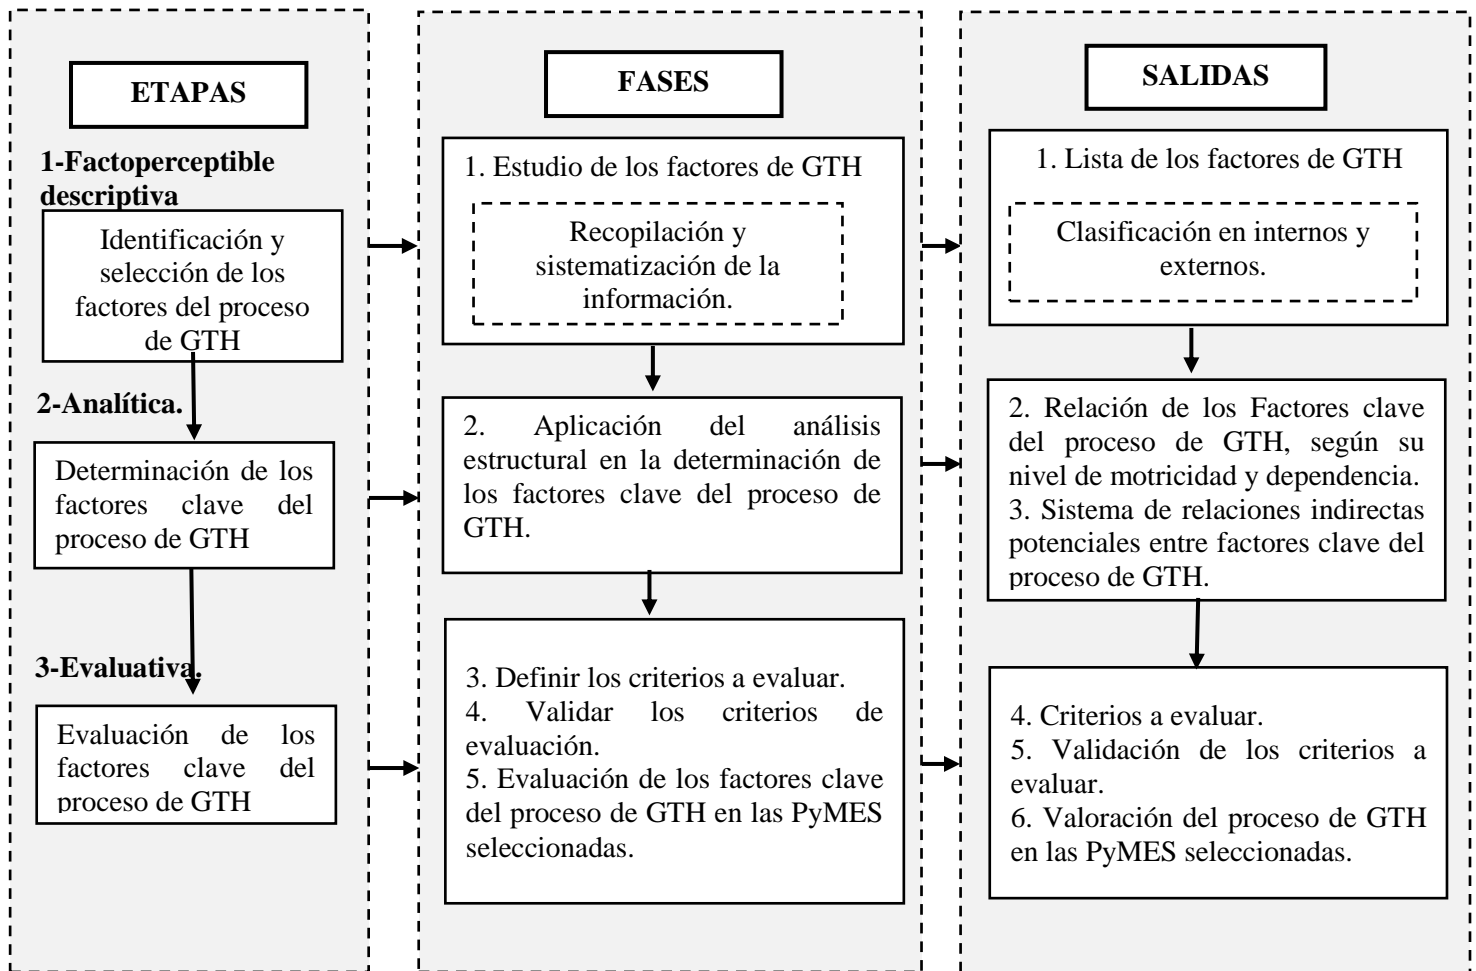 ETAPAS
1-Factoperceptible
descriptiva
Identificación y
selección de los
factores del proceso
de GTH
2-Analítica.
Determinación de los
factores clave del
proceso de GTH
3-Evaluativa.
Evaluación de los
factores clave del
proceso de GTH
FASES
1. Estudio de los factores de GTH
Recopilación y
sistematización de la
información.
2. Aplicación del análisis
estructural en la determinación de
los factores clave del proceso de
GTH.
3. Definir los criterios a evaluar.
4. Validar los criterios de
evaluación.
5. Evaluación de los factores clave
del proceso de GTH en las PyMES
seleccionadas.
SALIDAS
1. Lista de los factores de GTH
Clasificación en internos y
externos.
2. Relación de los Factores clave
del proceso de GTH, según su
nivel de motricidad y dependencia.
3. Sistema de relaciones indirectas
potenciales entre factores clave del
proceso de GTH.
4. Criterios a evaluar.
5. Validación de los criterios a
evaluar.
6. Valoración del proceso de GTH
en las PyMES seleccionadas.